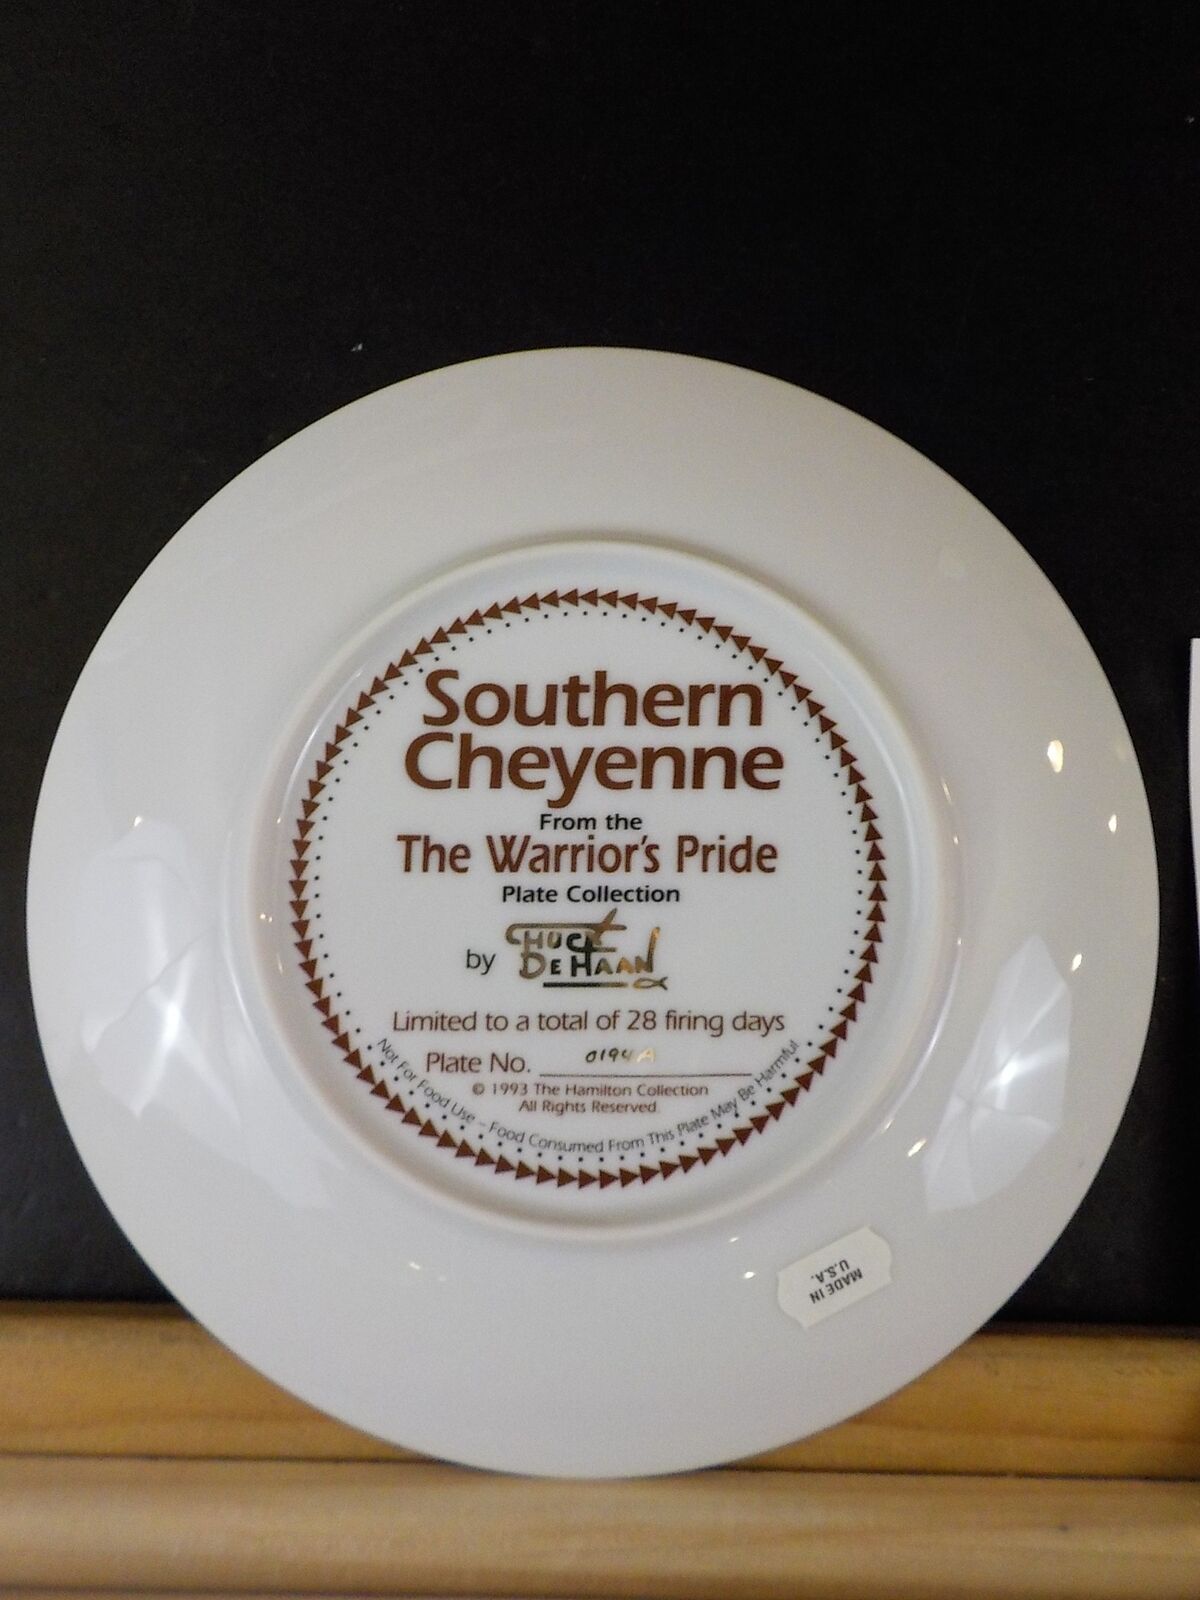 Southern
Cheyenne
From the
The Warrior's Pride
Plate Collection
by CHUCK DEHAAN
Limited to a total of 28 firing days
Plate No. 0194A
© 1993 The Hamilton Collection
All Rights Reserved.
Not For Food Use – Food Consumed From This Plate May Be Harmful
MADE IN
U.S.A.